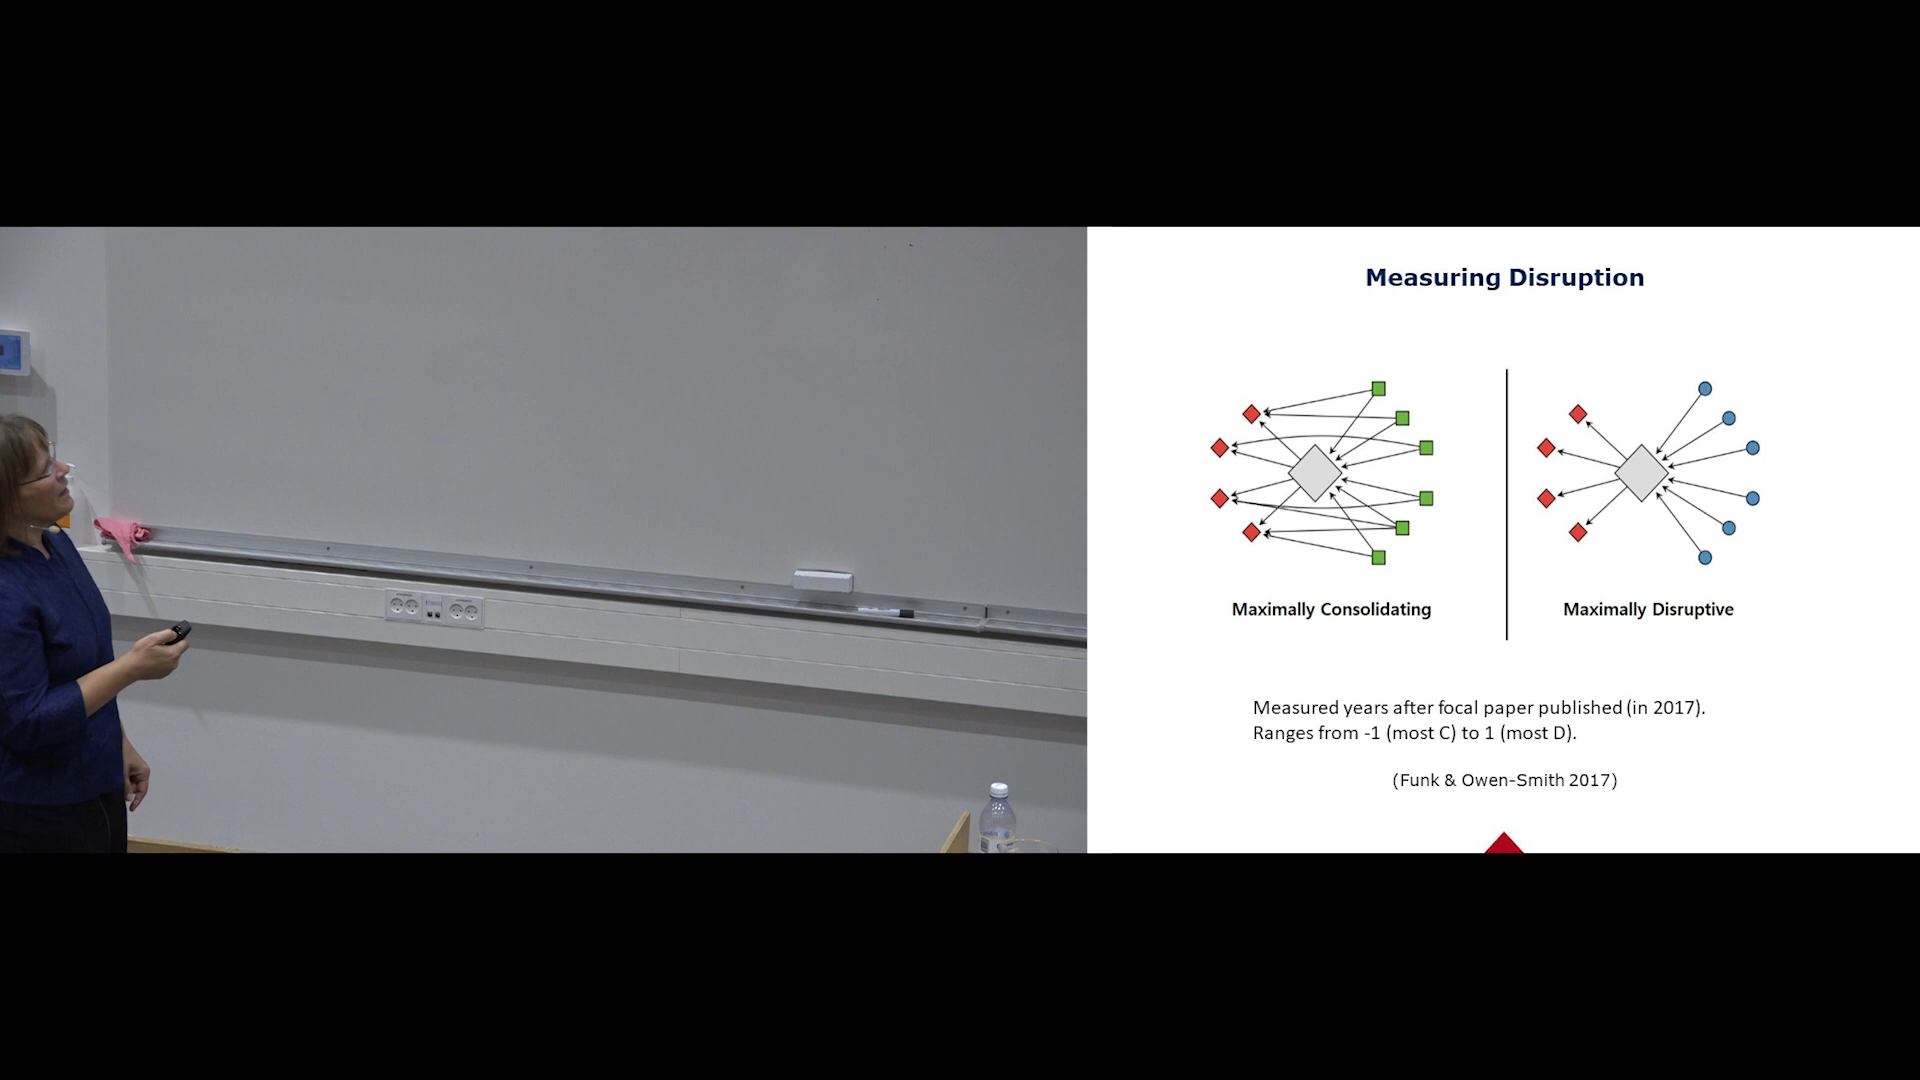 Measuring Disruption
Maximally Consolidating
Maximally Disruptive
Measured years after focal paper published (in 2017).
Ranges from -1 (most C) to 1 (most D).
(Funk & Owen-Smith 2017)